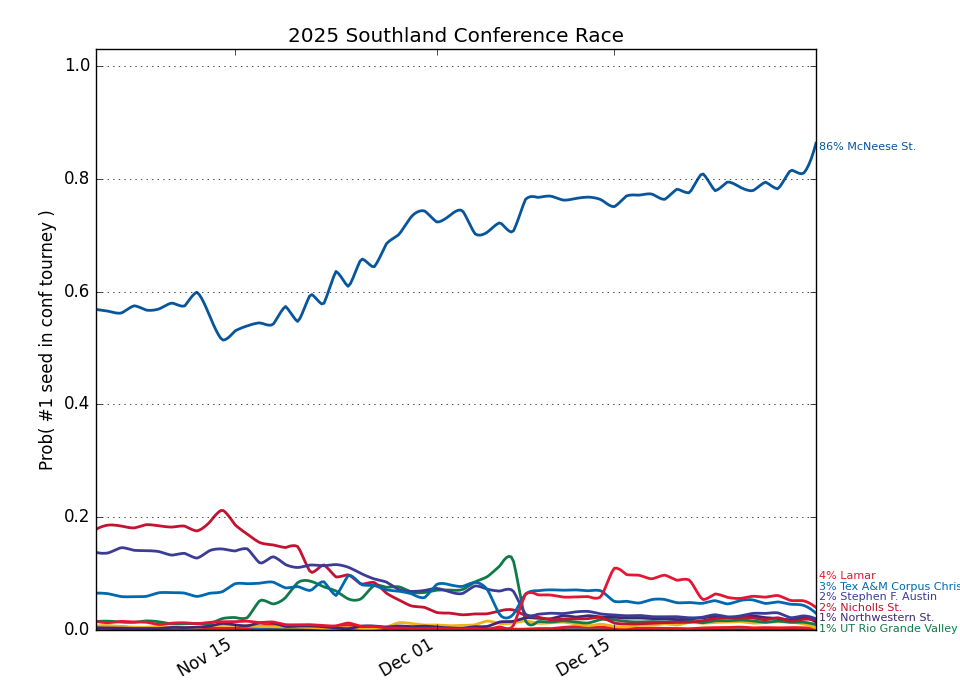 2025 Southland Conference Race
Prob( #1 seed in conf tourney )
1.0
0.8
0.6
0.4
0.2
0.0
Nov 15
Dec 01
Dec 15
86% McNeese St.
4% Lamar
3% Tex A&M Corpus Chris
2% Stephen F. Austin
2% Nicholls St.
1% Northwestern St.
1% UT Rio Grande Valley